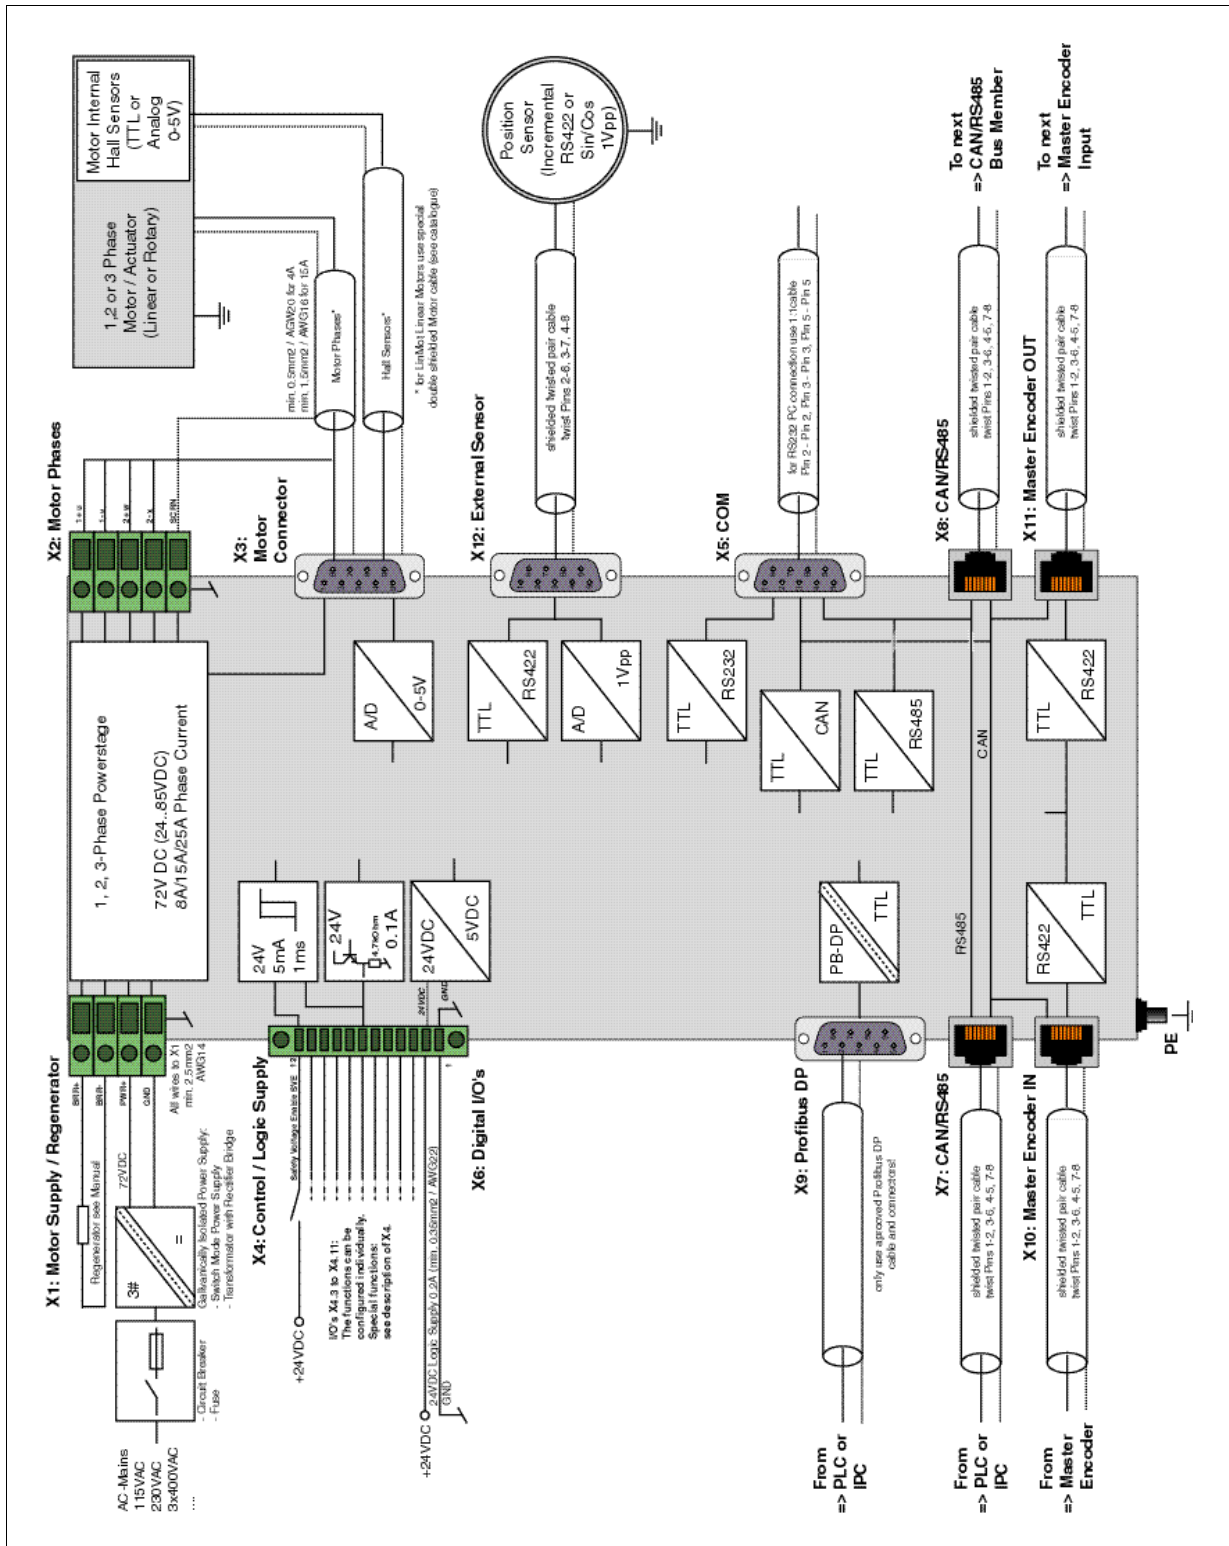 Motor Internal
Hall Sensors
(TTL or
Analog
0-5V)
1,2 or 3 Phase
Motor / Actuator
(Linear or Rotary)
min. 0.5mm2 / AGW20 for 4A
min. 1.5mm2 / AWG16 for 15A
Motor Phases*
Hall Sensors*
* for LinMot Linear Motors use special
double shielded Motor cable (see catalogue)
Position
Sensor
(Incremental
RS422 or
Sin/Cos
1Vpp)
shielded twisted pair cable
twist Pins 2-6, 3-7, 4-8
for RS232 PC connection use 1:1cable
Pin 2 - Pin 2, Pin 3 - Pin 3, Pin 5 - Pin 5
To next
=> CAN/RS485
Bus Member
shielded twisted pair cable
twist Pins 1-2, 3-6, 4-5, 7-8
To next
=> Master Encoder
Input
shielded twisted pair cable
twist Pins 1-2, 3-6, 4-5, 7-8
X2: Motor Phases
1+U
1-V
2+W
2-X
SCRN
X3:
Motor
Connector
X12: External Sensor
X5: COM
X8: CAN/RS485
X11: Master Encoder OUT
1, 2, 3-Phase Powerstage
72V DC (24..85VDC)
8A/15A/25A Phase Current
A/D
0-5V
TTL
RS422
A/D
1Vpp
TTL
RS232
TTL
CAN
TTL
RS485
CAN
TTL
RS422
24V
5mA
1ms
24V
4.7kOhm
0.1A
24VDC
5VDC
PB-DP
TTL
RS485
RS422
TTL
X1: Motor Supply / Regenerator
BRR+
BRR-
PWR+
GND
All wires to X1
min. 2.5mm2
AWG14
Regenerator see Manual
72VDC
3#
=
Galvanically Isolated Power Supply:
- Switch Mode Power Supply
- Transformator with Rectifier Bridge
- Circuit Breaker
- Fuse
AC-Mains
115VAC
230VAC
3x400VAC
....
X4: Control / Logic Supply
Safety Voltage Enable SVE
12
1
24VDC
GND
+24VDC
I/O's X4.3 to X4.11:
The functions can be
configured individually.
Special functions:
see description of X4.
+24VDC
24VDC Logic Supply 0.2A (min. 0.35mm2 / AWG22)
GND
X6: Digital I/O's
X9: Profibus DP
only use aproved Profibus DP
cable and connectors!
From
=> PLC or
IPC
X7: CAN/RS485
shielded twisted pair cable
twist Pins 1-2, 3-6, 4-5, 7-8
From
=> PLC or
IPC
X10: Master Encoder IN
shielded twisted pair cable
twist Pins 1-2, 3-6, 4-5, 7-8
From
=> Master
Encoder
PE